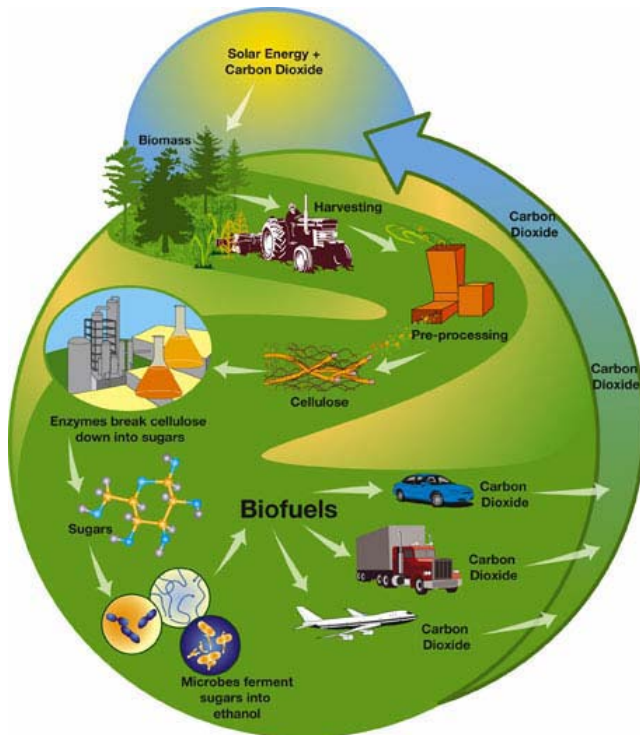 Solar Energy +
Carbon Dioxide
Biomass
Harvesting
Carbon
Dioxide
Pre-processing
Carbon
Dioxide
Cellulose
Enzymes break cellulose
down into sugars
Sugars
Biofuels
Carbon
Dioxide
Carbon
Dioxide
Carbon
Dioxide
Microbes ferment
sugars into
ethanol